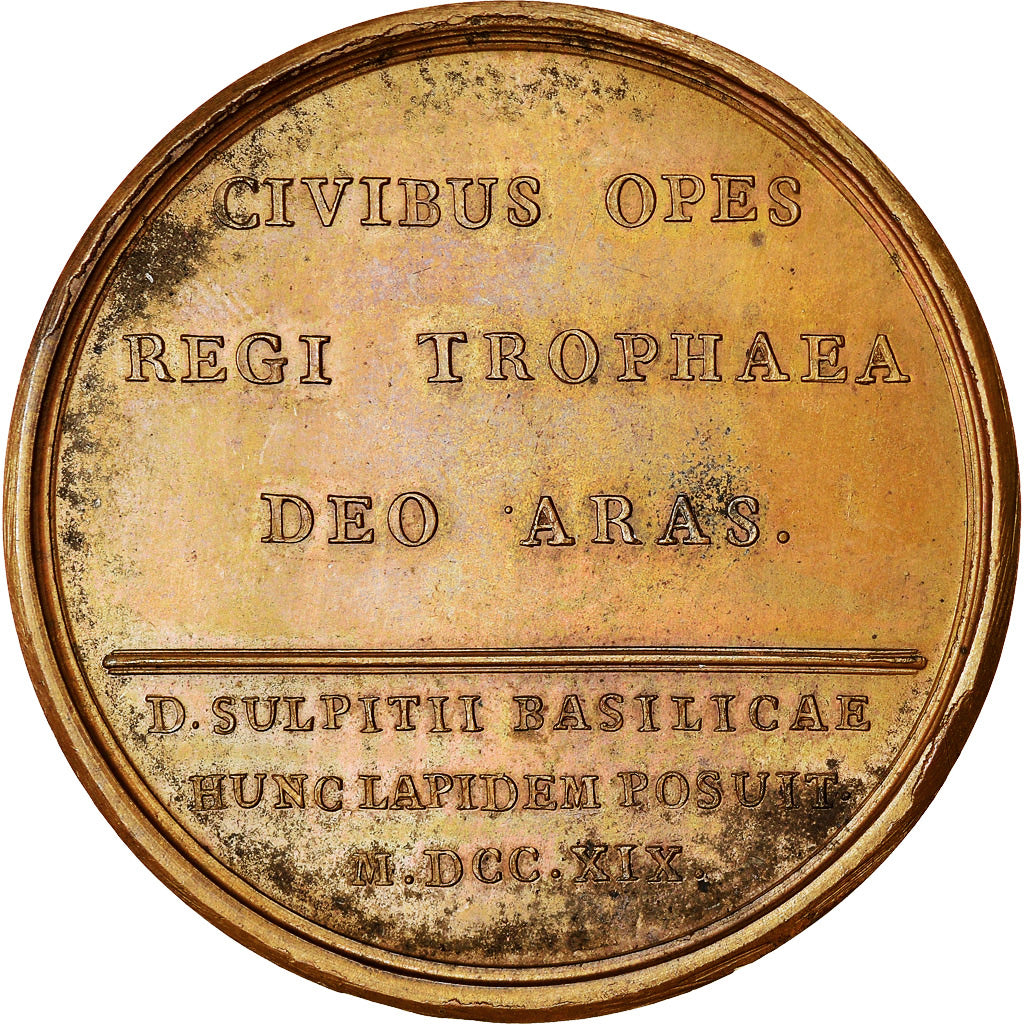 CIVIBUS OPES
REGI TROPHAEA
DEO ARAS.
D. SULPITII BASILICAE
HUNC LAPIDEM POSUIT.
M.DCC.XIX.